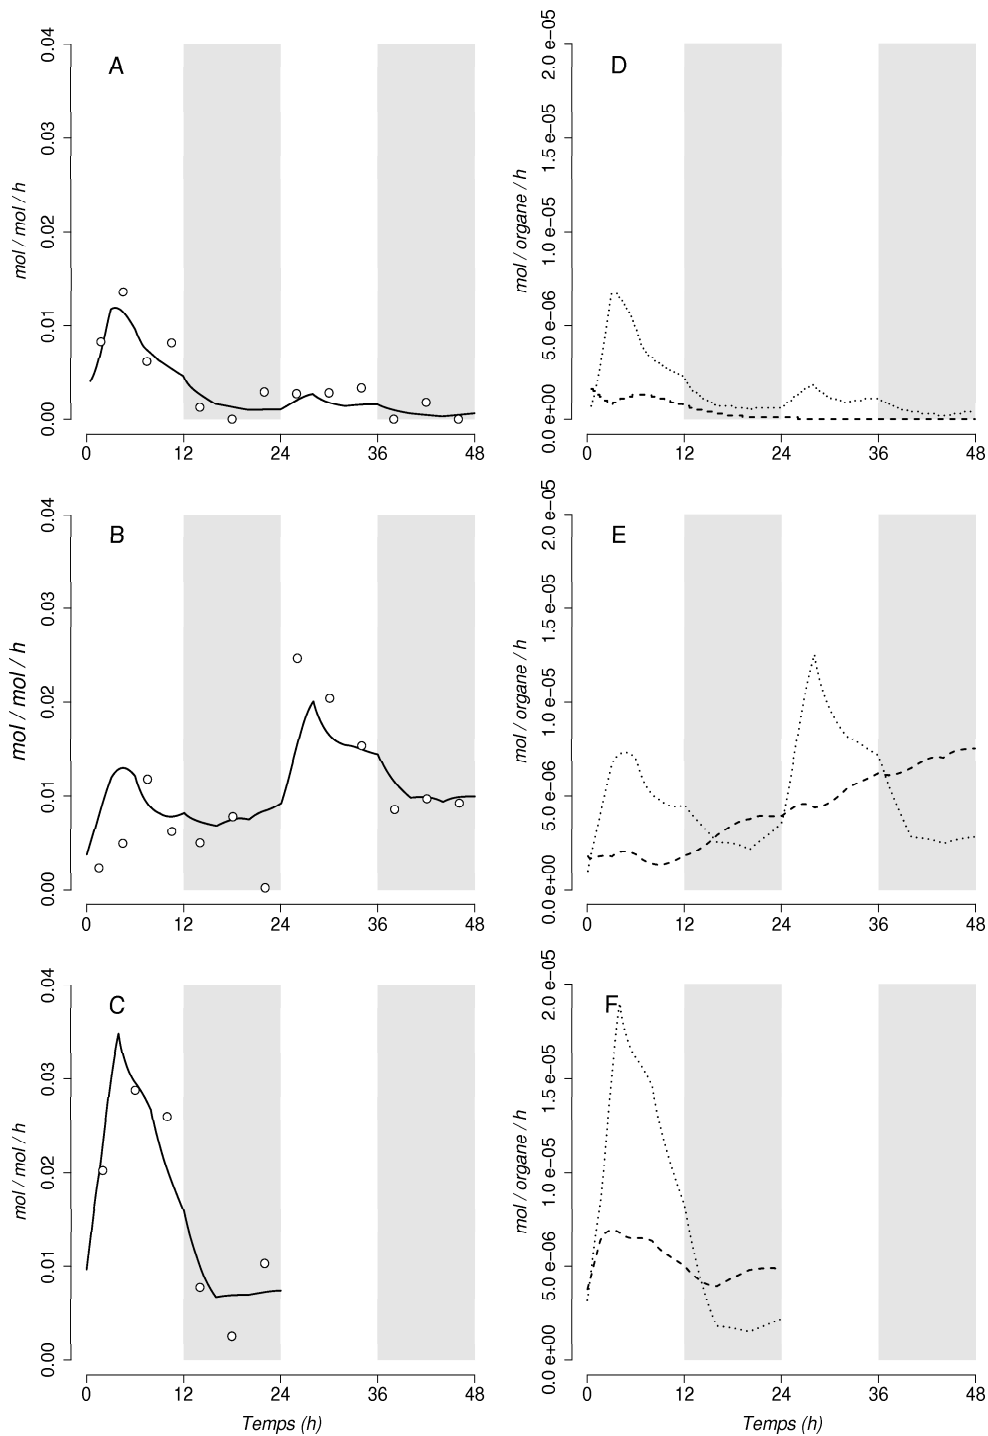 A
mol / mol / h
0.00 0.01 0.02 0.03 0.04
0 12 24 36 48
D
mol / organe / h
0.0 e+00 5.0 e−06 1.0 e−05 1.5 e−05 2.0 e−05
0 12 24 36 48
B
mol / mol / h
0.00 0.01 0.02 0.03 0.04
0 12 24 36 48
E
mol / organe / h
0.0 e+00 5.0 e−06 1.0 e−05 1.5 e−05 2.0 e−05
0 12 24 36 48
C
mol / mol / h
0.00 0.01 0.02 0.03 0.04
0 12 24 36 48
Temps (h)
F
mol / organe / h
0.0 e+00 5.0 e−06 1.0 e−05 1.5 e−05 2.0 e−05
0 12 24 36 48
Temps (h)